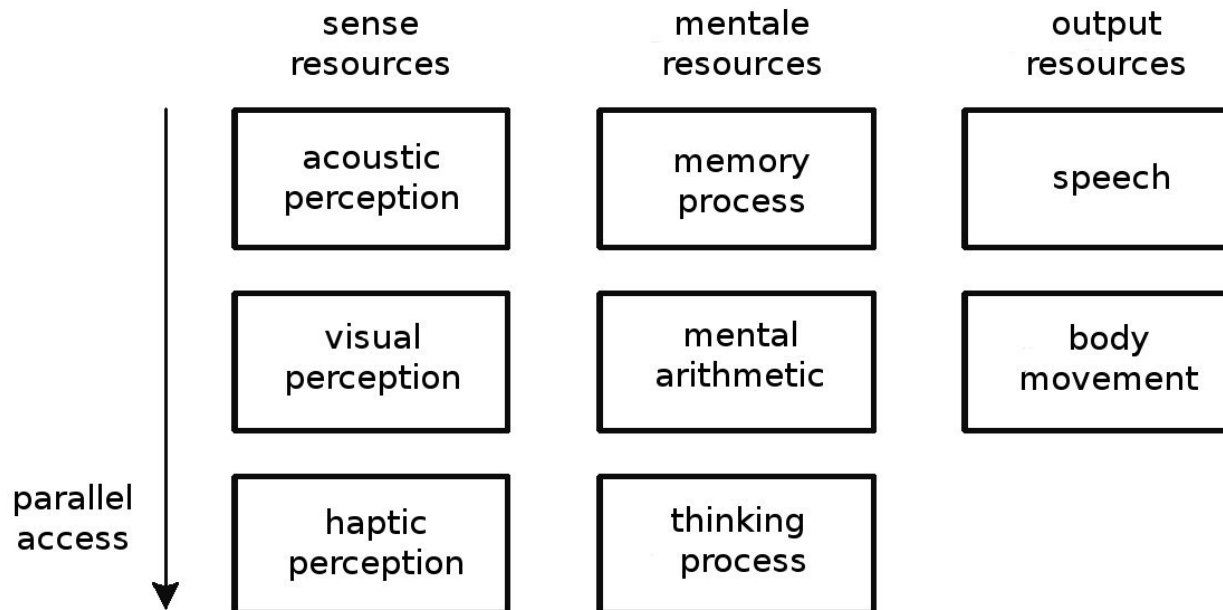 sense
resources
mentale
resources
output
resources
acoustic
perception
memory
process
speech
visual
perception
mental
arithmetic
body
movement
parallel
access
haptic
perception
thinking
process